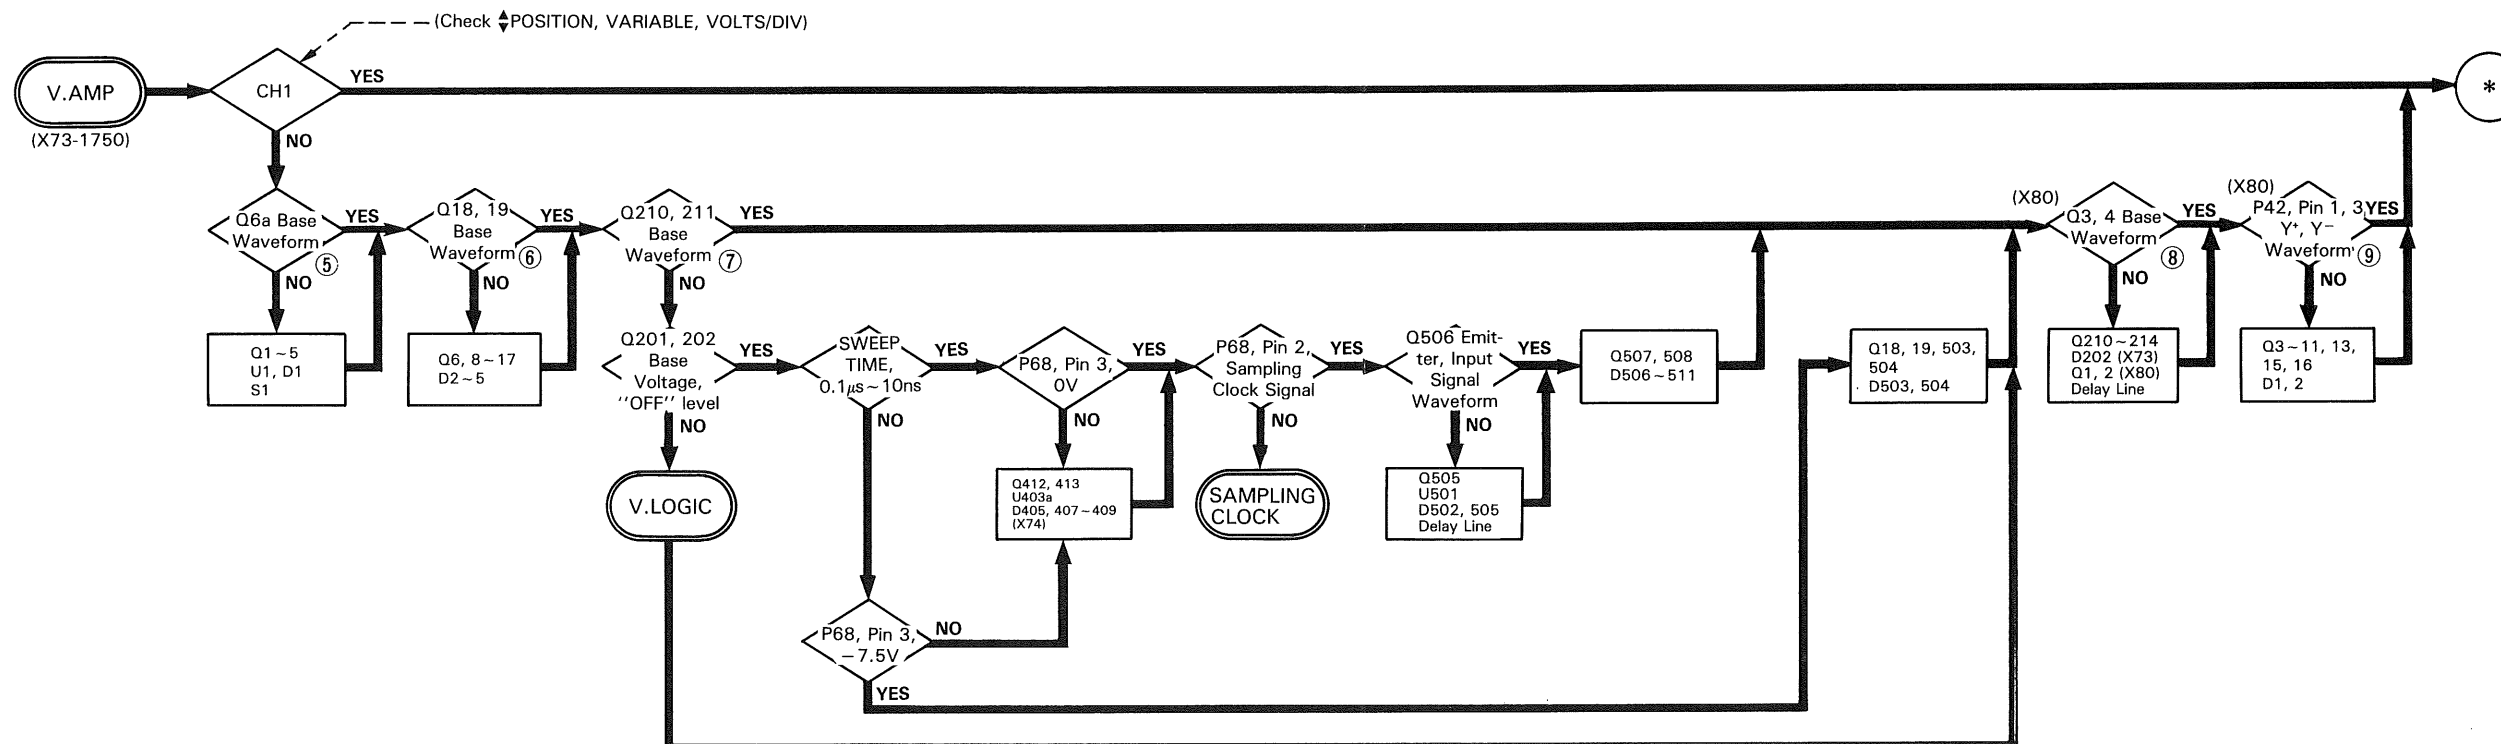 (Check ▲▼POSITION, VARIABLE, VOLTS/DIV)
V.AMP
(X73-1750)
CH1
YES
NO
*
Q6a Base
Waveform
⑤
YES
NO
Q1~5
U1, D1
S1
Q18, 19
Base
Waveform
⑥
YES
NO
Q6, 8~17
D2~5
Q210, 211
Base
Waveform
⑦
YES
NO
Q201, 202
Base
Voltage,
"OFF" level
YES
NO
V.LOGIC
SWEEP
TIME,
0.1μs~10ns
YES
NO
P68, Pin 3,
0V
YES
NO
Q412, 413
U403a
D405, 407~409
(X74)
P68, Pin 3,
−7.5V
NO
YES
P68, Pin 2,
Sampling
Clock Signal
YES
NO
SAMPLING
CLOCK
Q506 Emit-
ter, Input
Signal
Waveform
YES
NO
Q505
U501
D502, 505
Delay Line
Q507, 508
D506~511
Q18, 19, 503,
504
D503, 504
(X80)
Q3, 4 Base
Waveform
⑧
YES
NO
Q210~214
D202 (X73)
Q1, 2 (X80)
Delay Line
(X80)
P42, Pin 1, 3
Y⁺, Y⁻
Waveform
⑨
YES
NO
Q3~11, 13,
15, 16
D1, 2